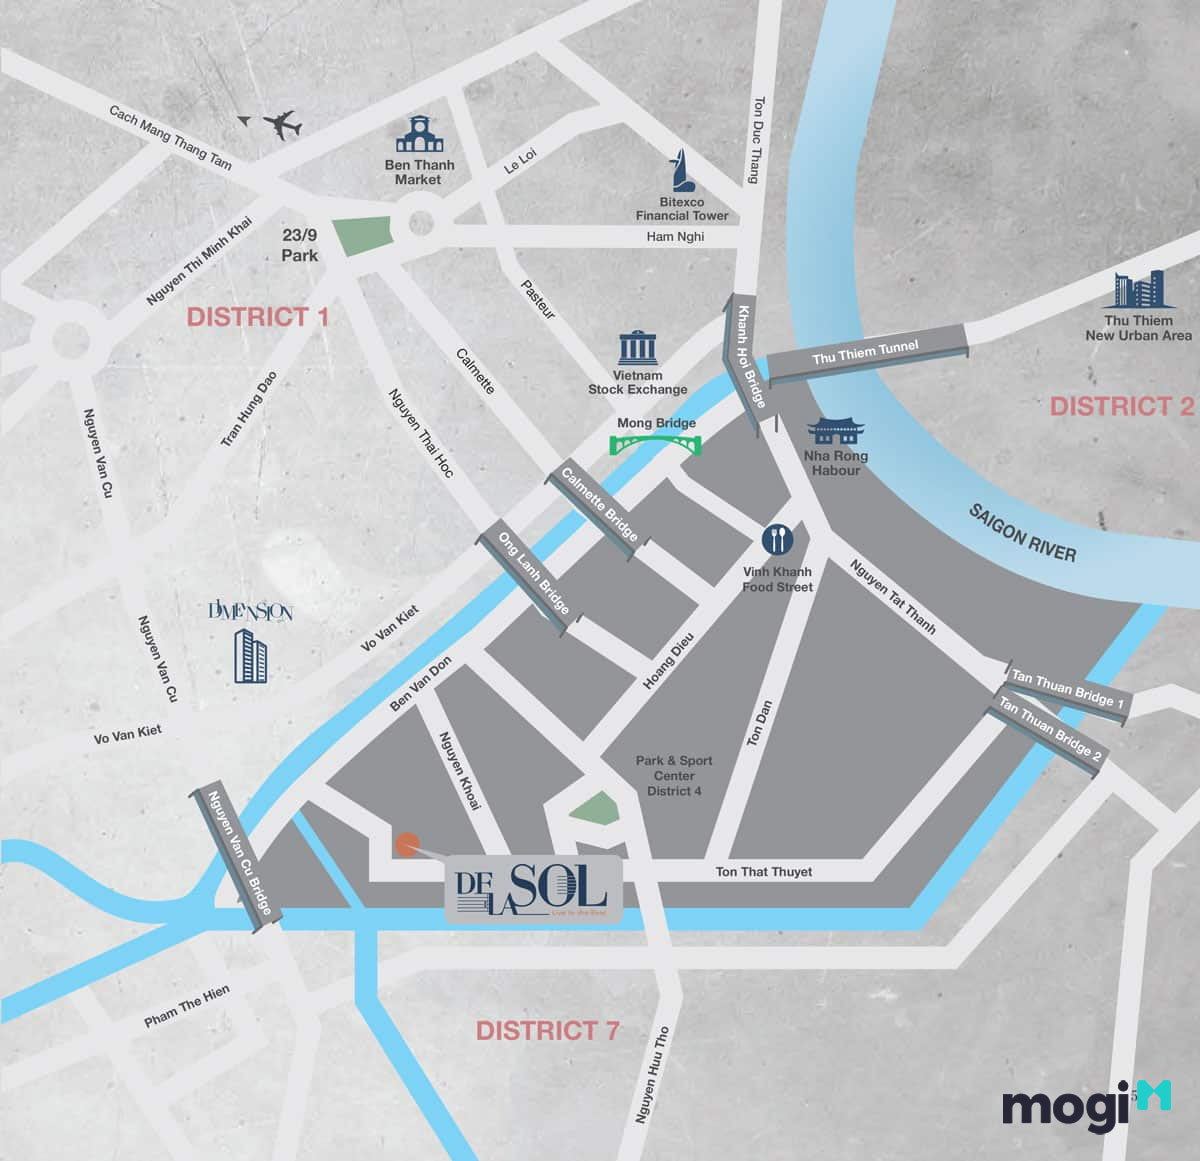 Cach Mang Thang Tam
Ben Thanh
Market
Le Loi
Ton Duc Thang
Bitexco
Financial Tower
Ham Nghi
23/9
Park
Nguyen Thi Minh Khai
DISTRICT 1
Pasteur
Calmette
Khanh Hoi Bridge
Thu Thiem Tunnel
Thu Thiem
New Urban Area
DISTRICT 2
Vietnam
Stock Exchange
Mong Bridge
Nha Rong
Habour
Tran Hung Dao
Nguyen Thai Hoc
Nguyen Van Cu
Calmette Bridge
Ong Lanh Bridge
SAIGON RIVER
Vinh Khanh
Food Street
Nguyen Tat Thanh
DIMENSION
Vo Van Kiet
Nguyen Van Cu
Hoang Dieu
Ben Van Don
Tan Thuan Bridge 1
Tan Thuan Bridge 2
Ton Dan
Vo Van Kiet
Nguyen Khoai
Park & Sport
Center
District 4
Nguyen Van Cu Bridge
DE LA SOL
Live to the Best
Ton That Thuyet
Pham The Hien
DISTRICT 7
Nguyen Huu Tho
mogi
5